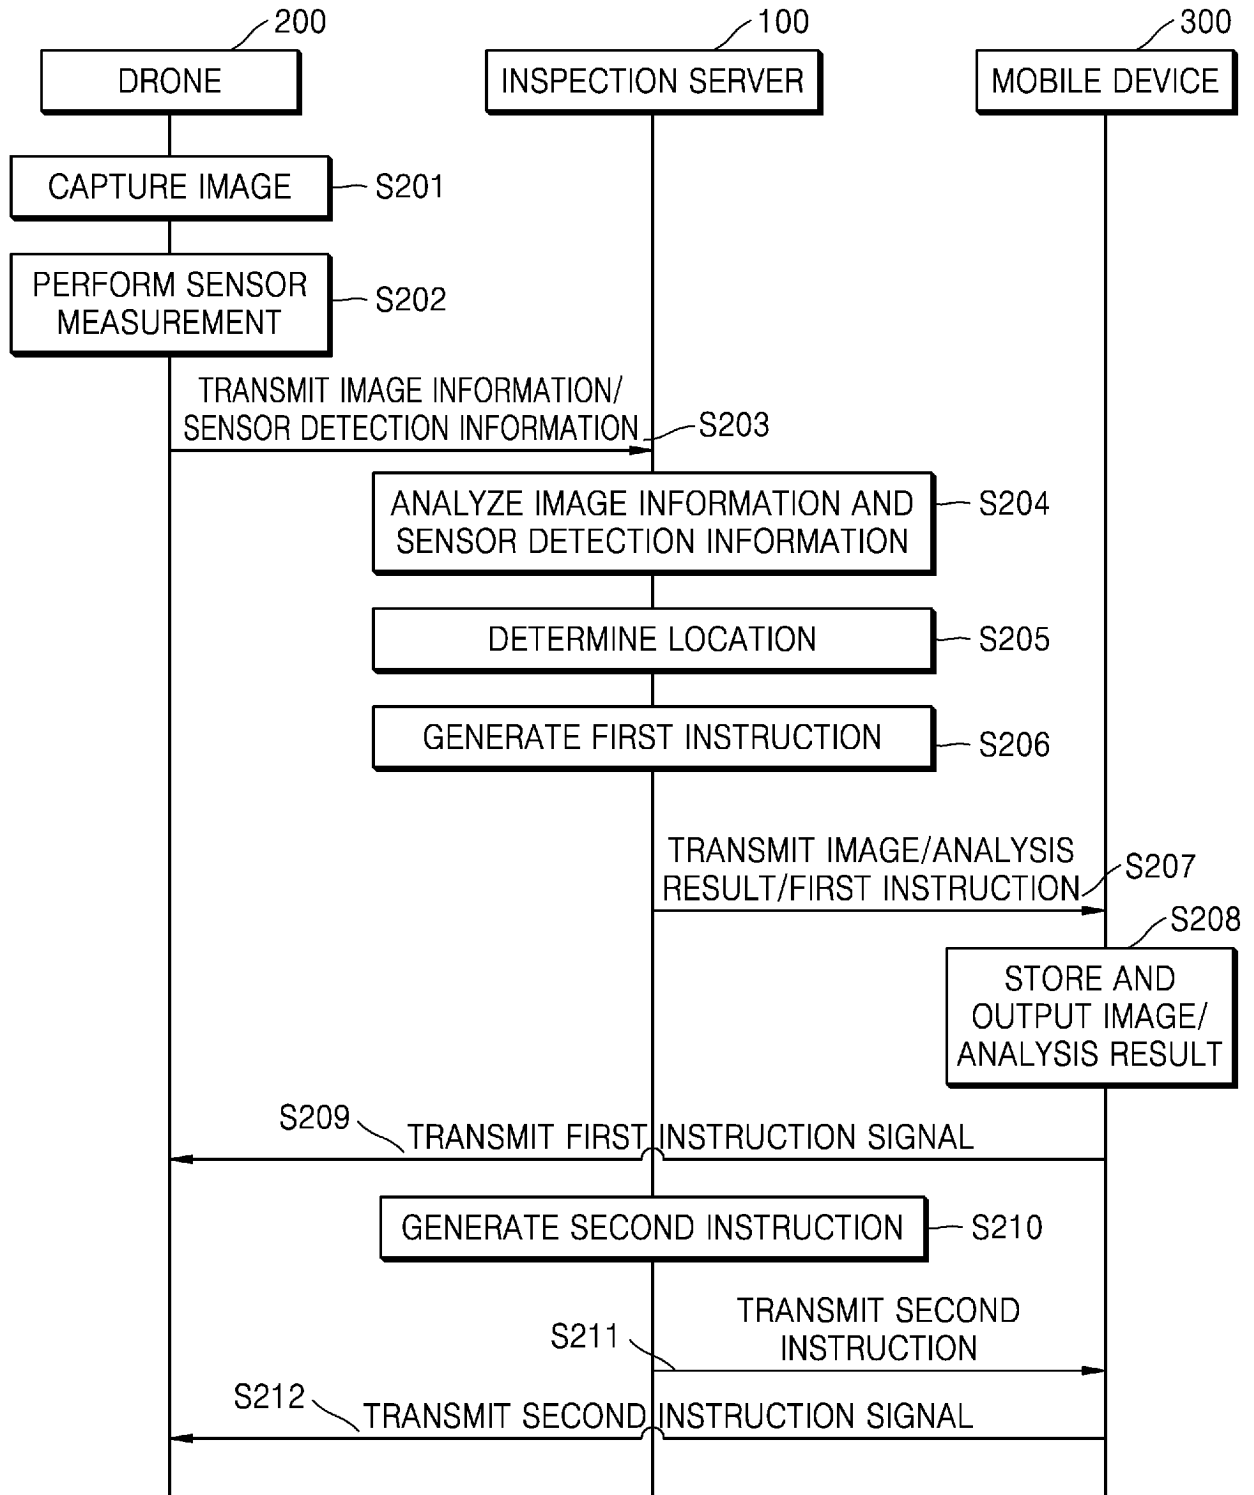 200
100
300
DRONE
INSPECTION SERVER
MOBILE DEVICE
CAPTURE IMAGE
S201
PERFORM SENSOR
MEASUREMENT
S202
TRANSMIT IMAGE INFORMATION/
SENSOR DETECTION INFORMATION
S203
ANALYZE IMAGE INFORMATION AND
SENSOR DETECTION INFORMATION
S204
DETERMINE LOCATION
S205
GENERATE FIRST INSTRUCTION
S206
TRANSMIT IMAGE/ANALYSIS
RESULT/FIRST INSTRUCTION
S207
S208
STORE AND
OUTPUT IMAGE/
ANALYSIS RESULT
S209
TRANSMIT FIRST INSTRUCTION SIGNAL
GENERATE SECOND INSTRUCTION
S210
TRANSMIT SECOND
INSTRUCTION
S211
S212
TRANSMIT SECOND INSTRUCTION SIGNAL